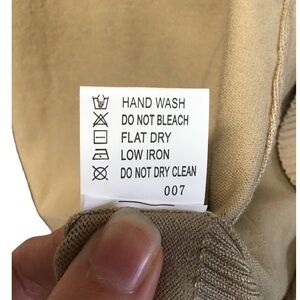 HAND WASH
DO NOT BLEACH
FLAT DRY
LOW IRON
DO NOT DRY CLEAN
007